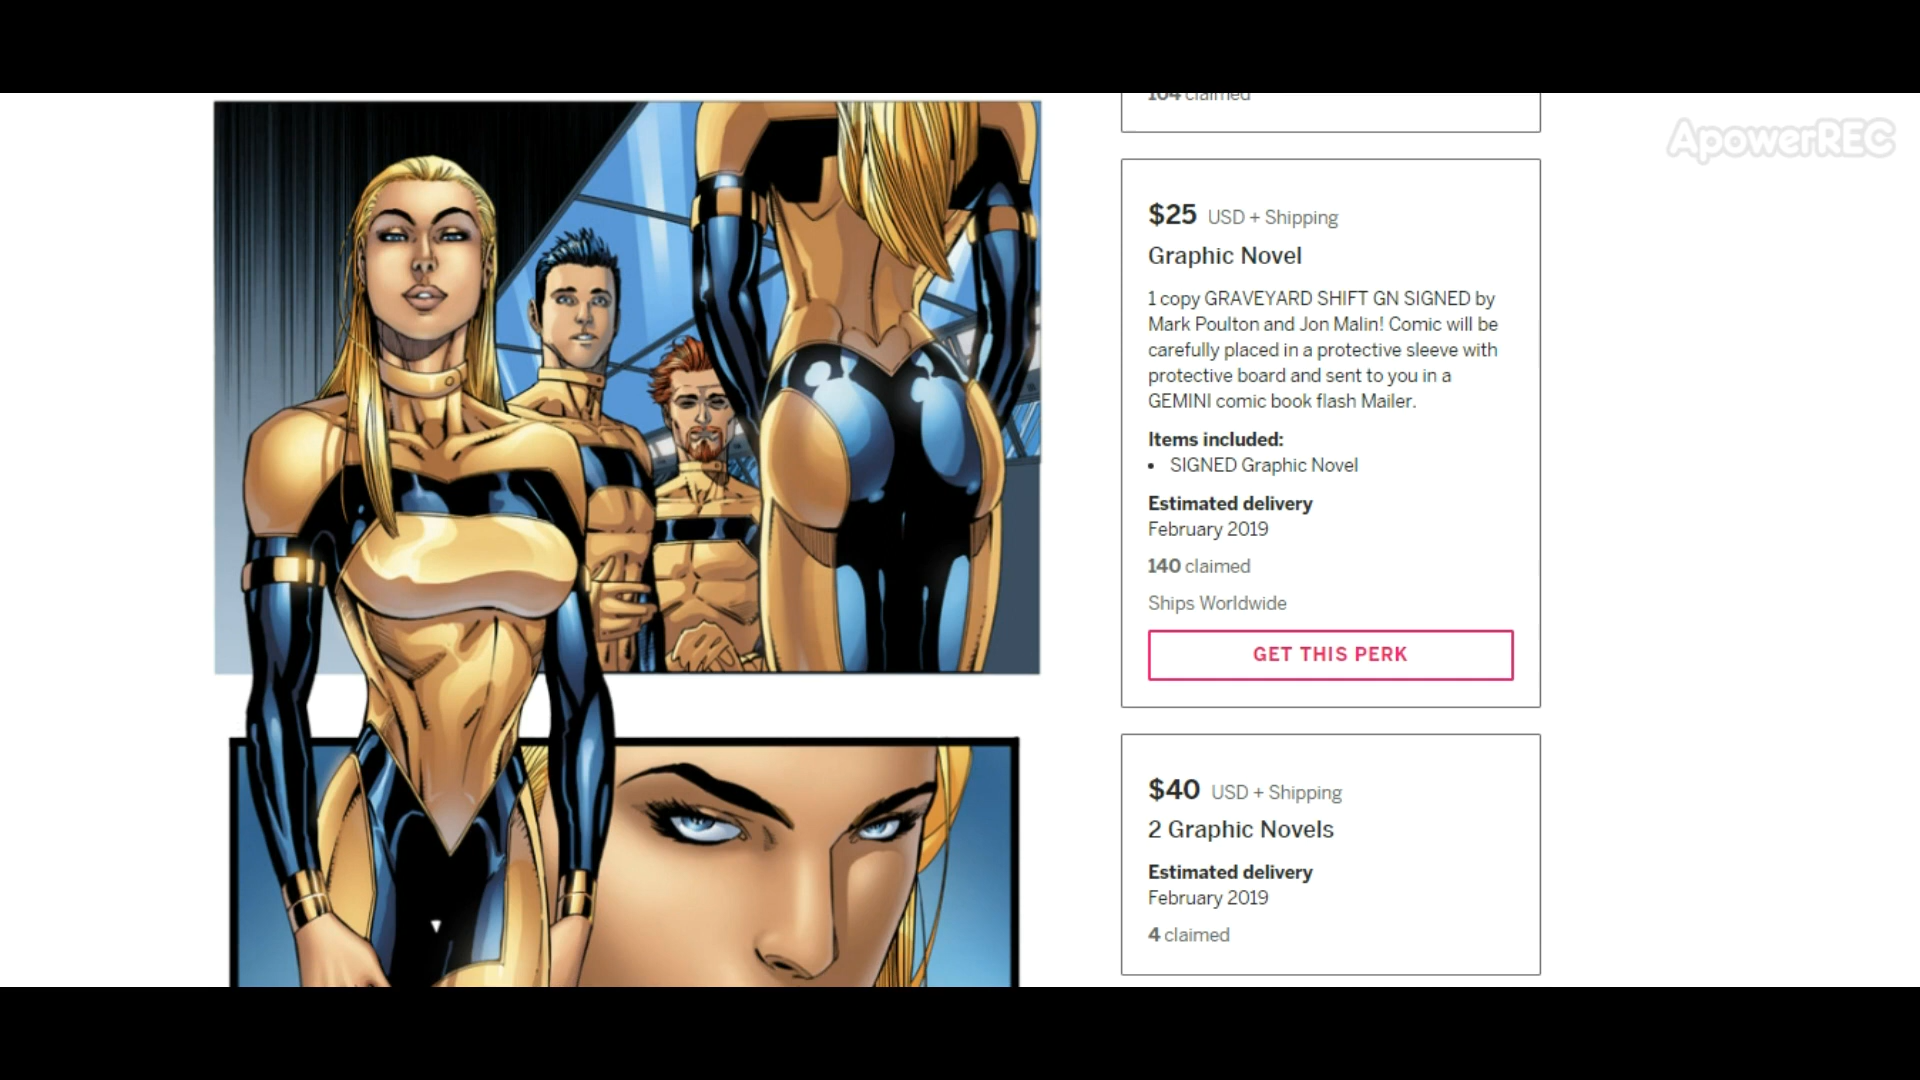 104 claimed
ApowerREC
$25 USD + Shipping
Graphic Novel
1 copy GRAVEYARD SHIFT GN SIGNED by
Mark Poulton and Jon Malin! Comic will be
carefully placed in a protective sleeve with
protective board and sent to you in a
GEMINI comic book flash Mailer.
Items included:
• SIGNED Graphic Novel
Estimated delivery
February 2019
140 claimed
Ships Worldwide
GET THIS PERK
$40 USD + Shipping
2 Graphic Novels
Estimated delivery
February 2019
4 claimed